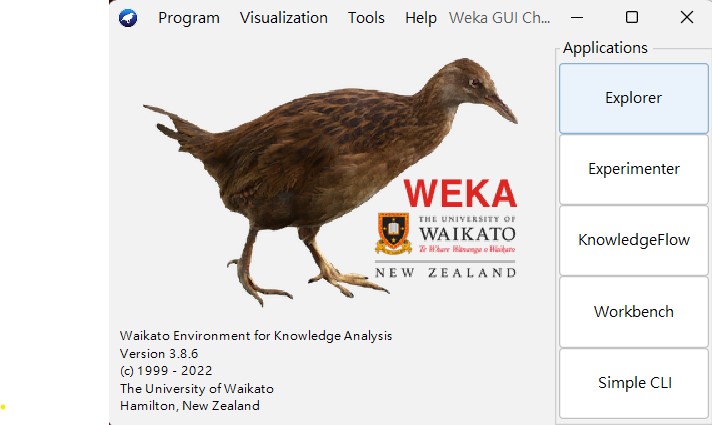 Program Visualization Tools Help Weka GUI Ch...
Applications
Explorer
Experimenter
KnowledgeFlow
Workbench
Simple CLI
WEKA
THE UNIVERSITY OF
WAIKATO
Te Whare Wānanga o Waikato
NEW ZEALAND
Waikato Environment for Knowledge Analysis
Version 3.8.6
(c) 1999 - 2022
The University of Waikato
Hamilton, New Zealand